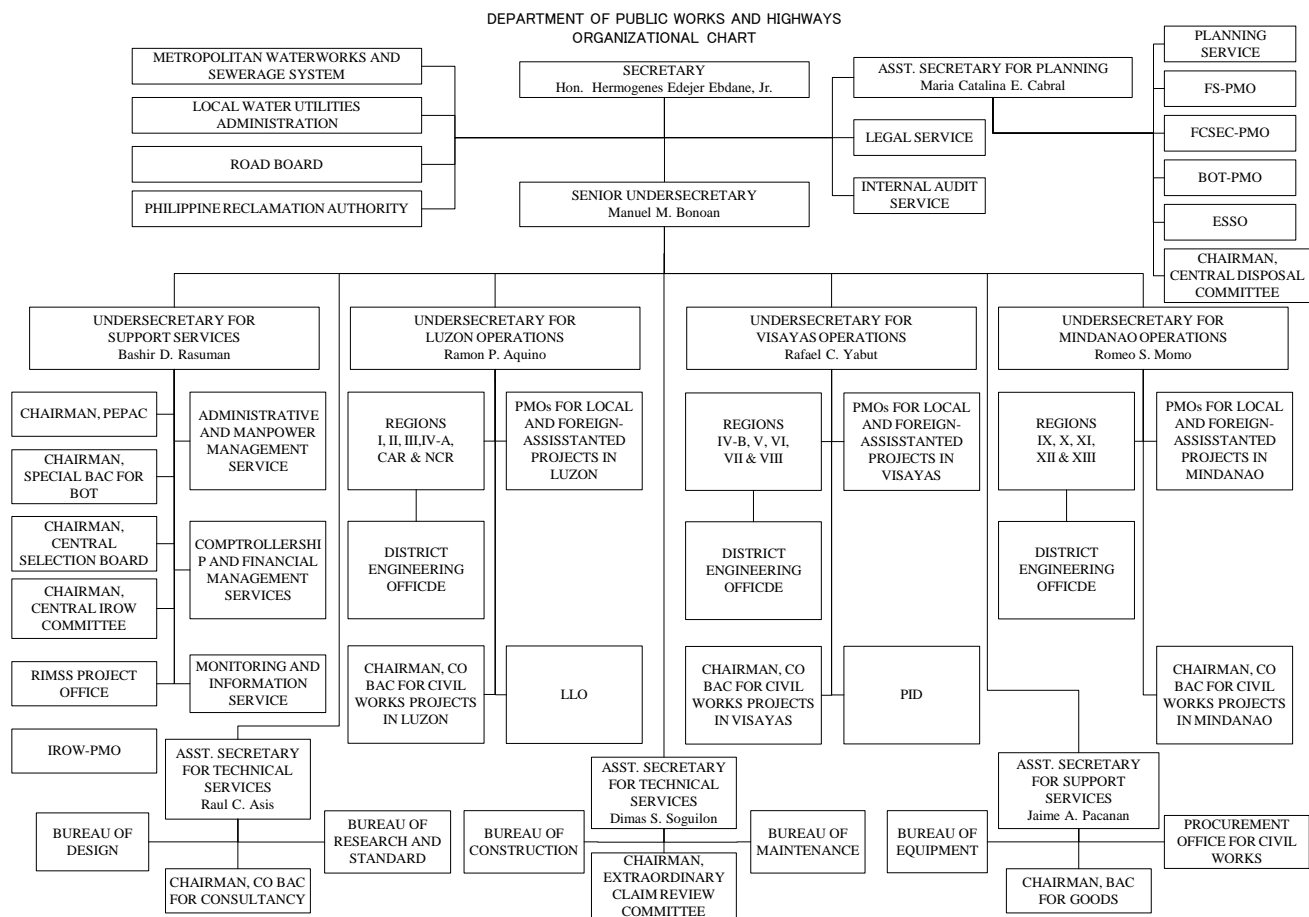 DEPARTMENT OF PUBLIC WORKS AND HIGHWAYS
ORGANIZATIONAL CHART
METROPOLITAN WATERWORKS AND
SEWERAGE SYSTEM
LOCAL WATER UTILITIES
ADMINISTRATION
ROAD BOARD
PHILIPPINE RECLAMATION AUTHORITY
SECRETARY
Hon. Hermogenes Edejer Ebdane, Jr.
SENIOR UNDERSECRETARY
Manuel M. Bonoan
ASST. SECRETARY FOR PLANNING
Maria Catalina E. Cabral
LEGAL SERVICE
INTERNAL AUDIT
SERVICE
PLANNING
SERVICE
FS-PMO
FCSEC-PMO
BOT-PMO
ESSO
CHAIRMAN,
CENTRAL DISPOSAL
COMMITTEE
UNDERSECRETARY FOR
SUPPORT SERVICES
Bashir D. Rasuman
UNDERSECRETARY FOR
LUZON OPERATIONS
Ramon P. Aquino
UNDERSECRETARY FOR
VISAYAS OPERATIONS
Rafael C. Yabut
UNDERSECRETARY FOR
MINDANAO OPERATIONS
Romeo S. Momo
CHAIRMAN, PEPAC
CHAIRMAN,
SPECIAL BAC FOR
BOT
CHAIRMAN,
CENTRAL
SELECTION BOARD
CHAIRMAN,
CENTRAL IROW
COMMITTEE
RIMSS PROJECT
OFFICE
IROW-PMO
ADMINISTRATIVE
AND MANPOWER
MANAGEMENT
SERVICE
COMPTROLLERSHI
P AND FINANCIAL
MANAGEMENT
SERVICES
MONITORING AND
INFORMATION
SERVICE
REGIONS
I, II, III,IV-A,
CAR & NCR
PMOs FOR LOCAL
AND FOREIGN-
ASSISSTANTED
PROJECTS IN
LUZON
DISTRICT
ENGINEERING
OFFICDE
CHAIRMAN, CO
BAC FOR CIVIL
WORKS PROJECTS
IN LUZON
LLO
REGIONS
IV-B, V, VI,
VII & VIII
PMOs FOR LOCAL
AND FOREIGN-
ASSISSTANTED
PROJECTS IN
VISAYAS
DISTRICT
ENGINEERING
OFFICDE
CHAIRMAN, CO
BAC FOR CIVIL
WORKS PROJECTS
IN VISAYAS
PID
REGIONS
IX, X, XI,
XII & XIII
PMOs FOR LOCAL
AND FOREIGN-
ASSISSTANTED
PROJECTS IN
MINDANAO
DISTRICT
ENGINEERING
OFFICDE
CHAIRMAN, CO
BAC FOR CIVIL
WORKS PROJECTS
IN MINDANAO
ASST. SECRETARY
FOR TECHNICAL
SERVICES
Raul C. Asis
BUREAU OF
DESIGN
BUREAU OF
RESEARCH AND
STANDARD
CHAIRMAN, CO BAC
FOR CONSULTANCY
ASST. SECRETARY
FOR TECHNICAL
SERVICES
Dimas S. Soguilon
BUREAU OF
CONSTRUCTION
BUREAU OF
MAINTENANCE
CHAIRMAN,
EXTRAORDINARY
CLAIM REVIEW
COMMITTEE
ASST. SECRETARY
FOR SUPPORT
SERVICES
Jaime A. Pacanan
BUREAU OF
EQUIPMENT
PROCUREMENT
OFFICE FOR CIVIL
WORKS
CHAIRMAN, BAC
FOR GOODS